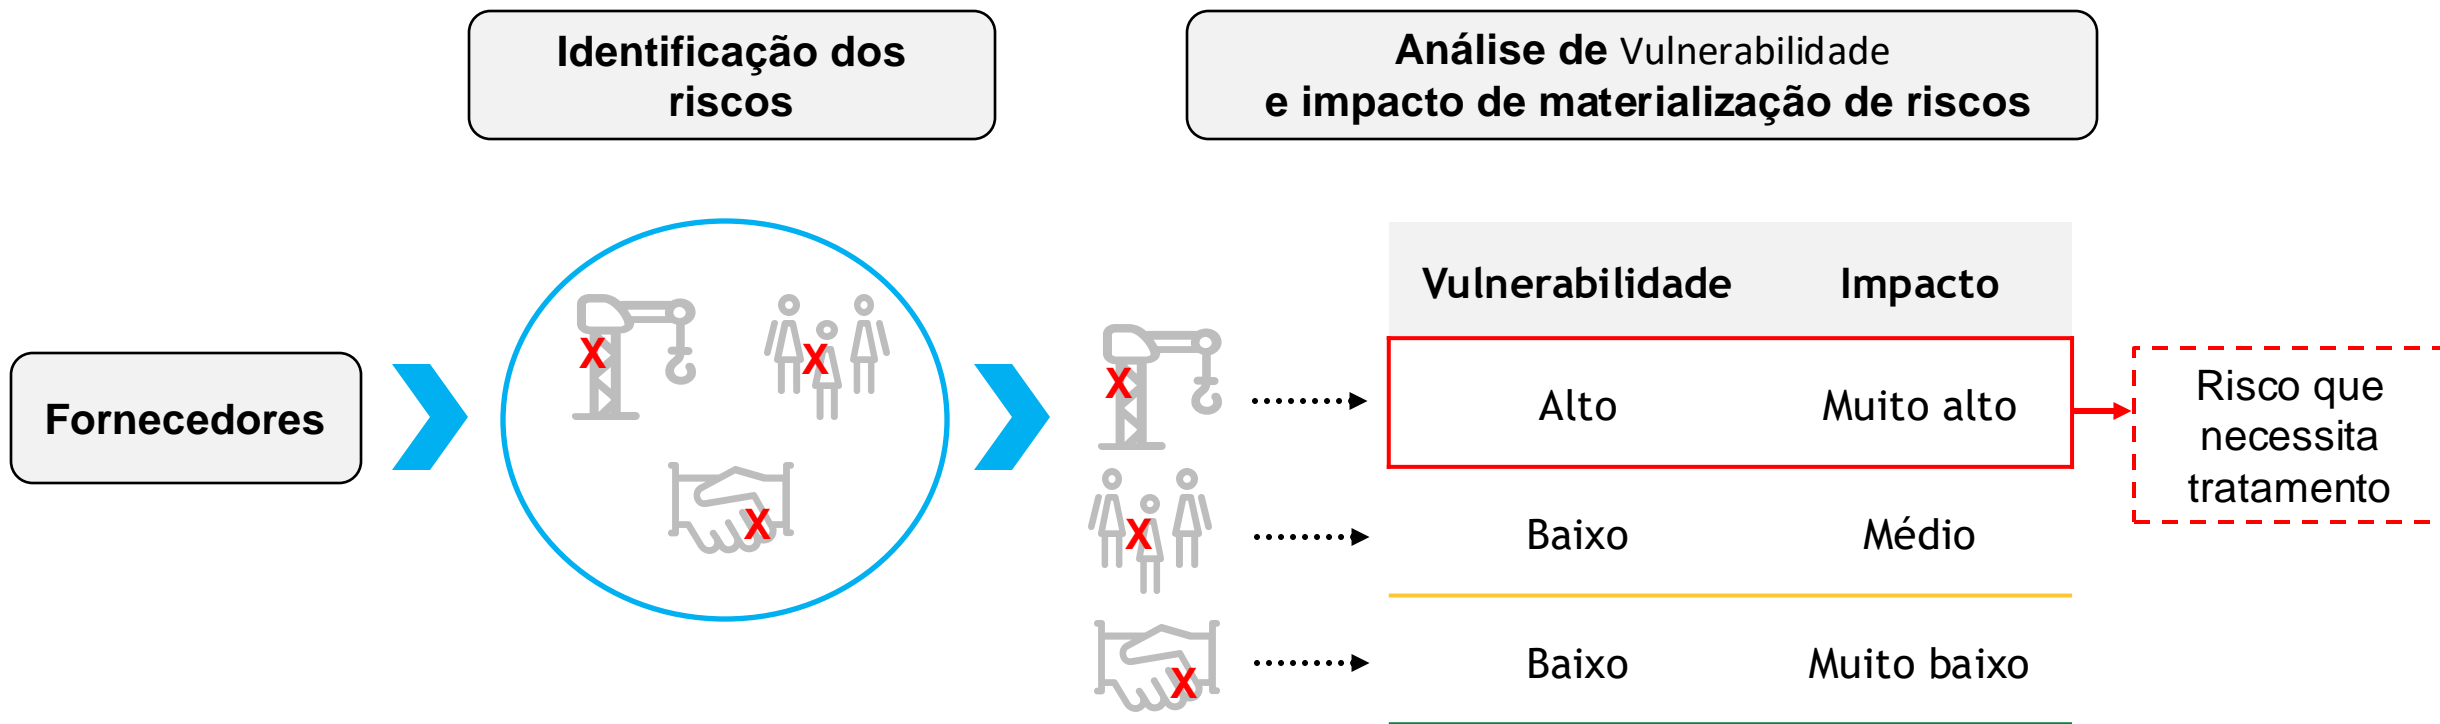 Identificação dos
riscos
Análise de Vulnerabilidade
e impacto de materialização de riscos
Fornecedores
X
X
X
Vulnerabilidade Impacto
X
Alto Muito alto
Risco que
necessita
tratamento
X
Baixo Médio
X
Baixo Muito baixo